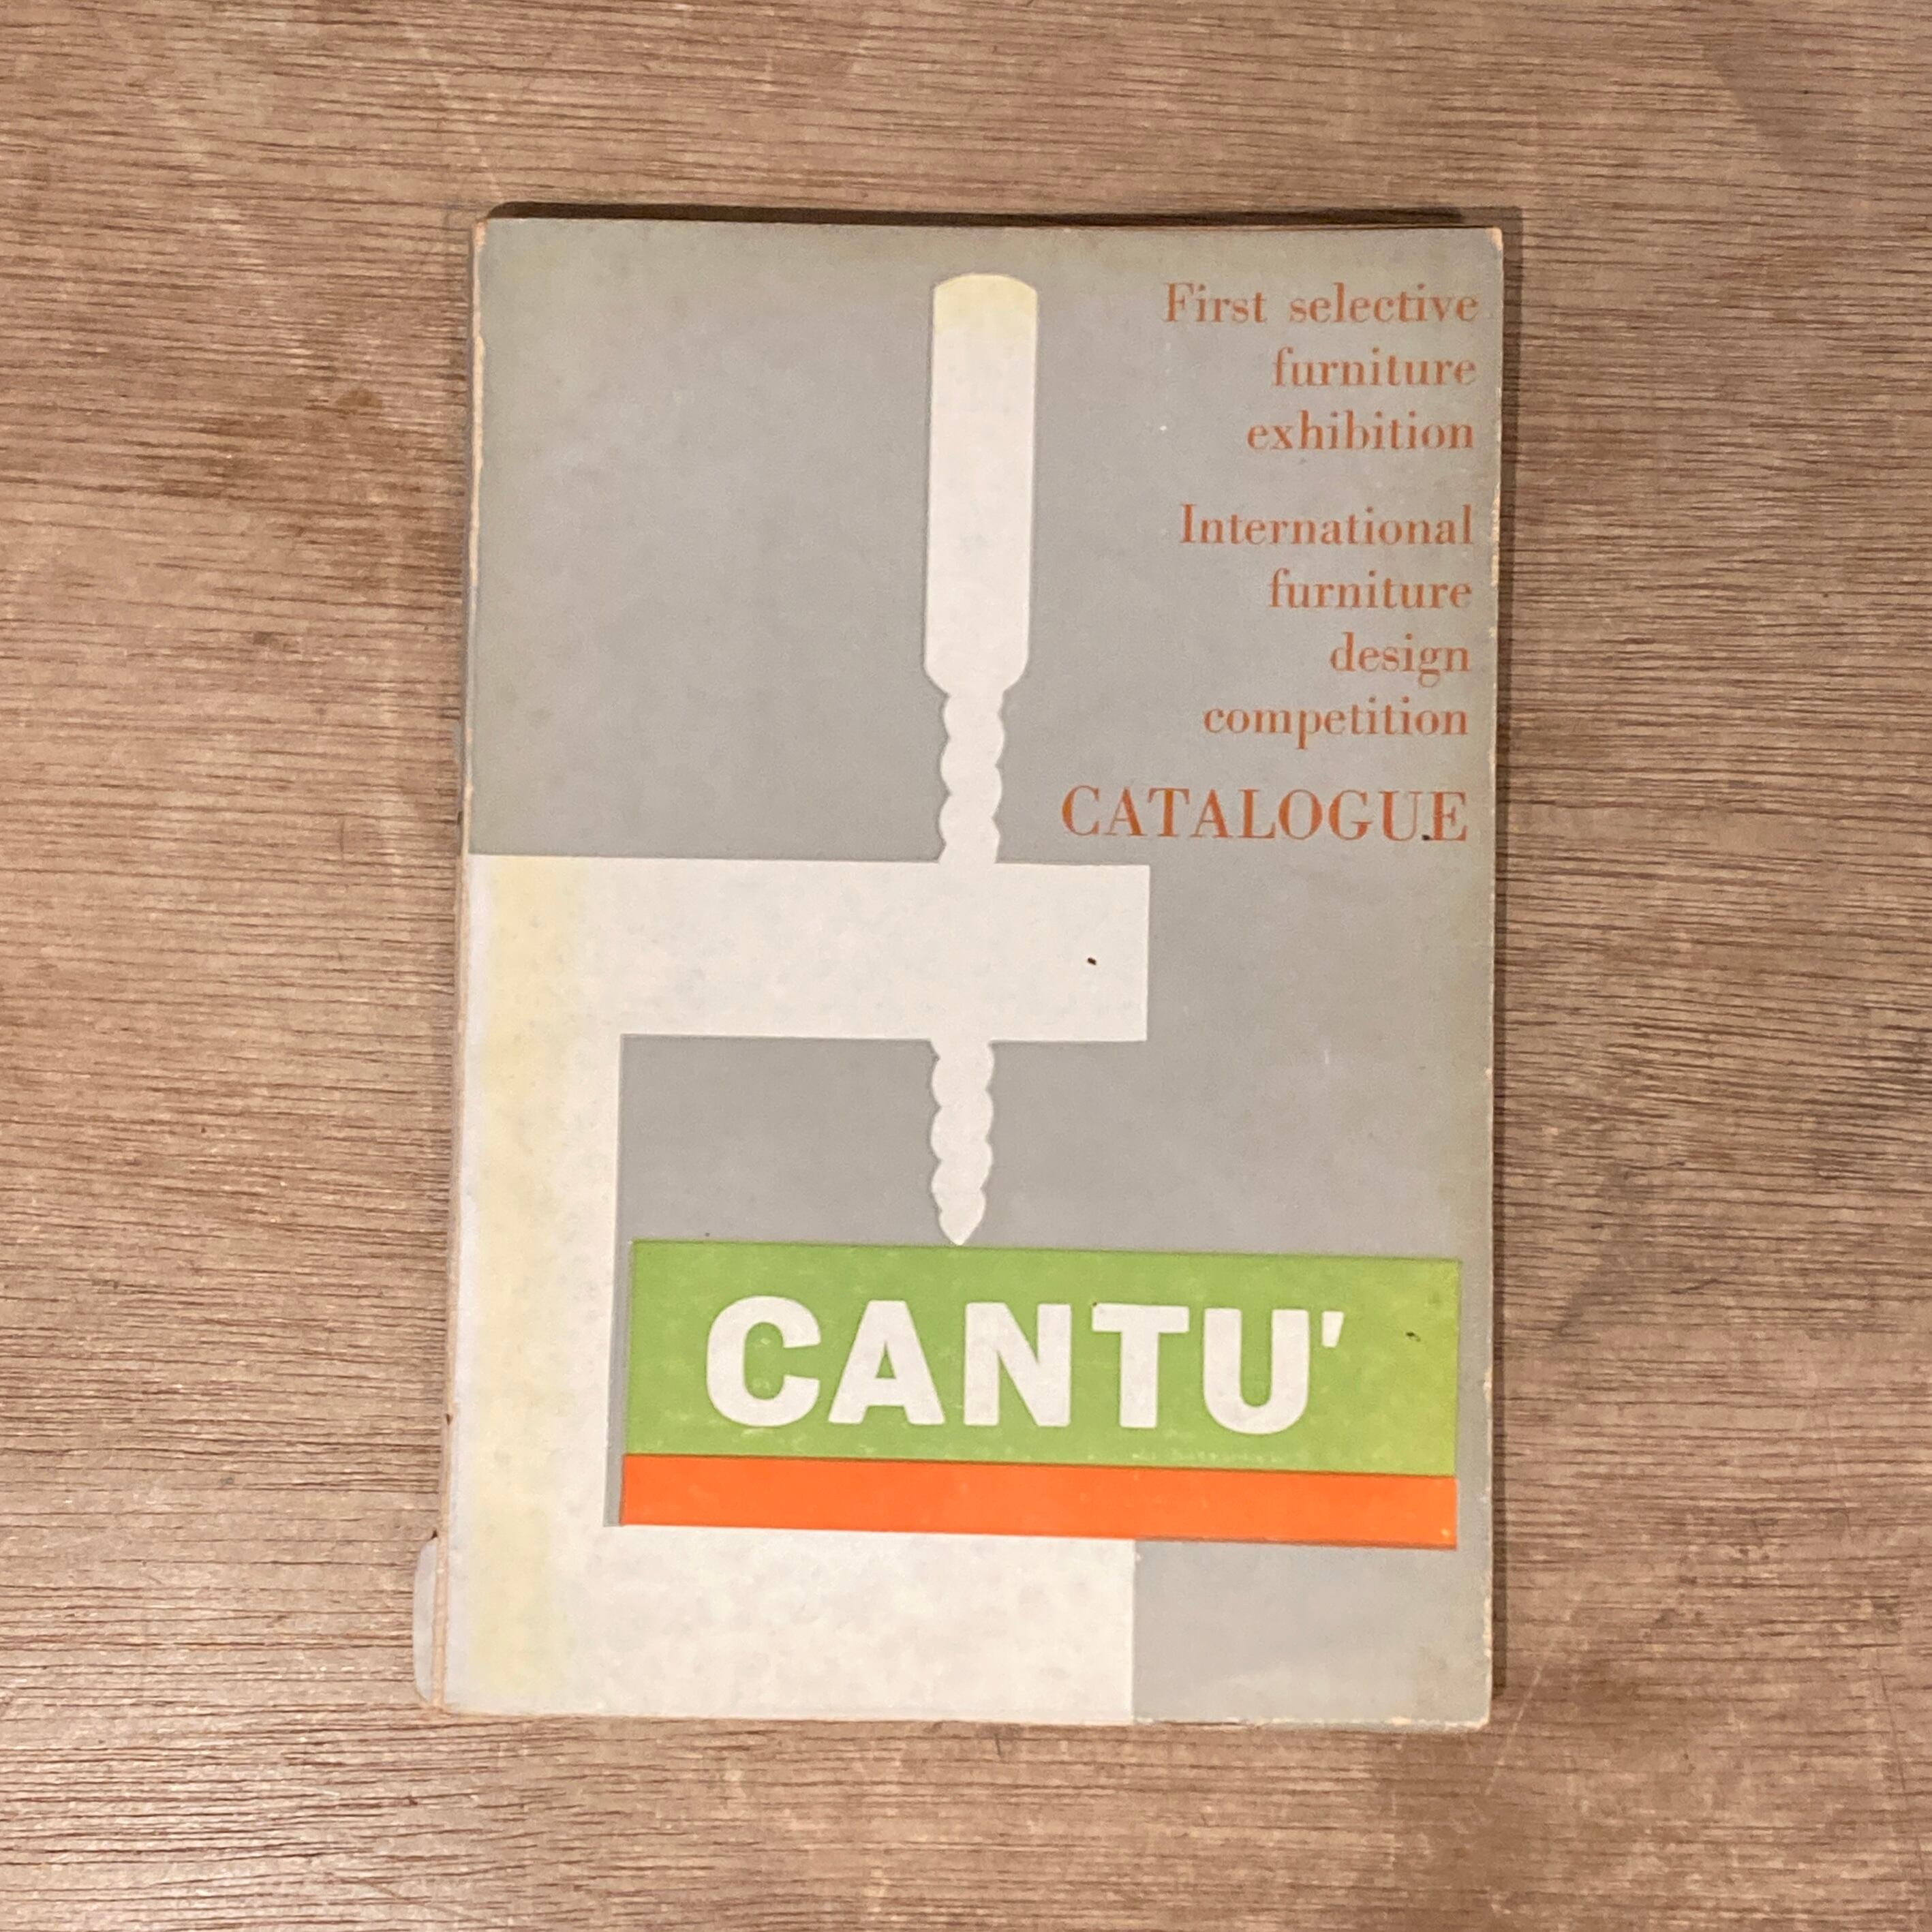 First selective
furniture
exhibition
International
furniture
design
competition
CATALOGUE
CANTU'